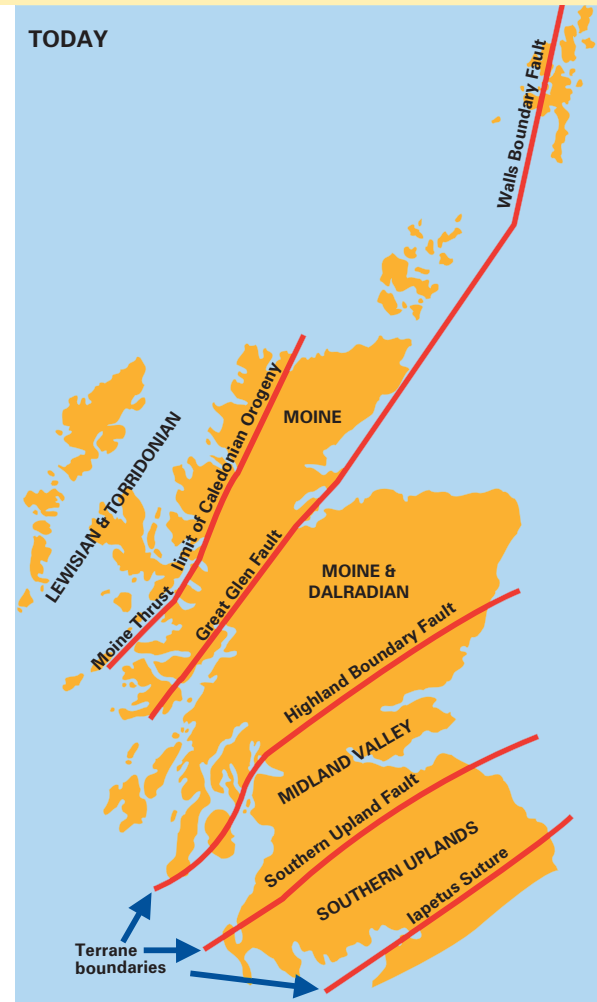 TODAY
Walls Boundary Fault
limit of Caledonian Orogeny
MOINE
LEWISIAN & TORRIDONIAN
Great Glen Fault
MOINE &
DALRADIAN
Moine Thrust
Highland Boundary Fault
MIDLAND VALLEY
Southern Upland Fault
SOUTHERN UPLANDS
Iapetus Suture
Terrane
boundaries